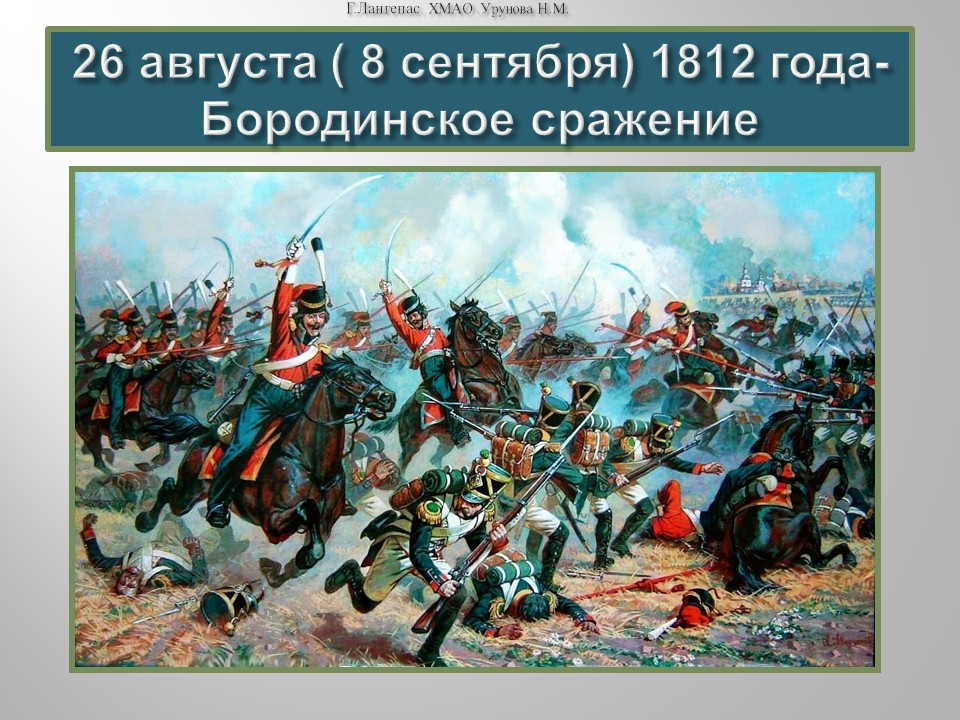 Г.Лангепас ХМАО Урунова Н.М.
26 августа ( 8 сентября) 1812 года-
Бородинское сражение